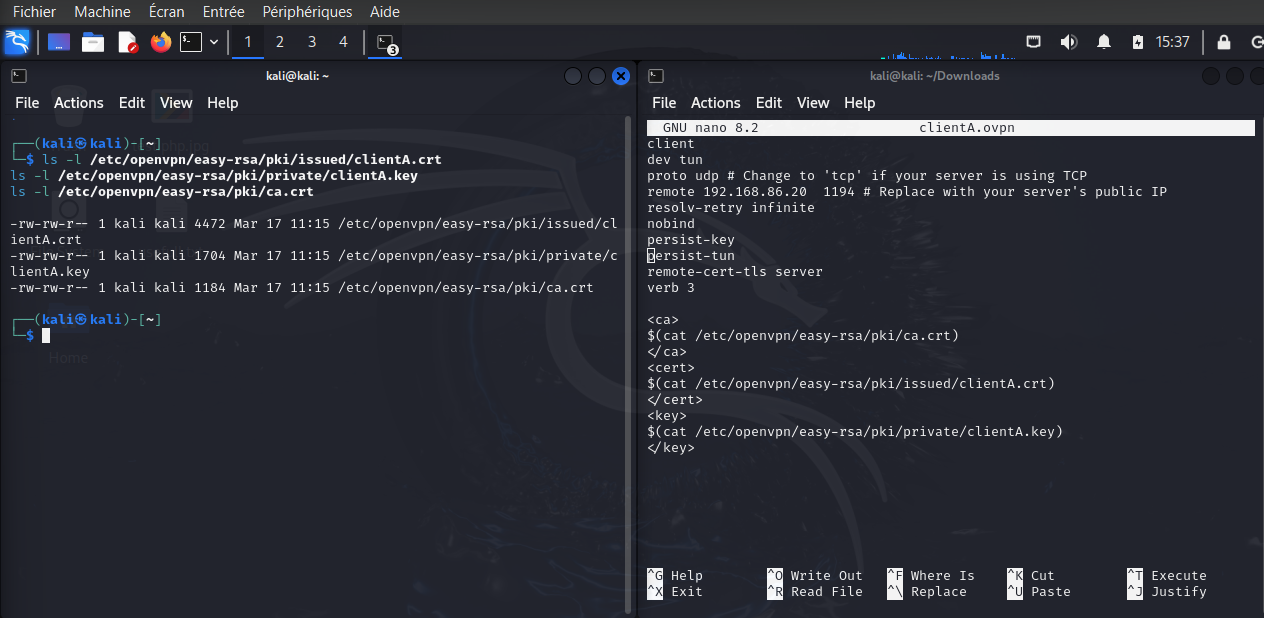 Fichier Machine Écran Entrée Périphériques Aide
1 2 3 4 3 15:37
kali@kali: ~
File Actions Edit View Help
┌──(kali㉿kali)-[~]
└─$ ls -l /etc/openvpn/easy-rsa/pki/issued/clientA.crt
ls -l /etc/openvpn/easy-rsa/pki/private/clientA.key
ls -l /etc/openvpn/easy-rsa/pki/ca.crt
-rw-rw-r-- 1 kali kali 4472 Mar 17 11:15 /etc/openvpn/easy-rsa/pki/issued/cl
ientA.crt
-rw-rw-r-- 1 kali kali 1704 Mar 17 11:15 /etc/openvpn/easy-rsa/pki/private/c
lientA.key
-rw-rw-r-- 1 kali kali 1184 Mar 17 11:15 /etc/openvpn/easy-rsa/pki/ca.crt
┌──(kali㉿kali)-[~]
└─$
Home
kali@kali: ~/Downloads
File Actions Edit View Help
GNU nano 8.2 clientA.ovpn
client
dev tun
proto udp # Change to 'tcp' if your server is using TCP
remote 192.168.86.20  1194 # Replace with your server's public IP
resolv-retry infinite
nobind
persist-key
persist-tun
remote-cert-tls server
verb 3
<ca>
$(cat /etc/openvpn/easy-rsa/pki/ca.crt)
</ca>
<cert>
$(cat /etc/openvpn/easy-rsa/pki/issued/clientA.crt)
</cert>
<key>
$(cat /etc/openvpn/easy-rsa/pki/private/clientA.key)
</key>
^G Help ^O Write Out ^F Where Is ^K Cut ^T Execute
^X Exit ^R Read File ^\ Replace ^U Paste ^J Justify